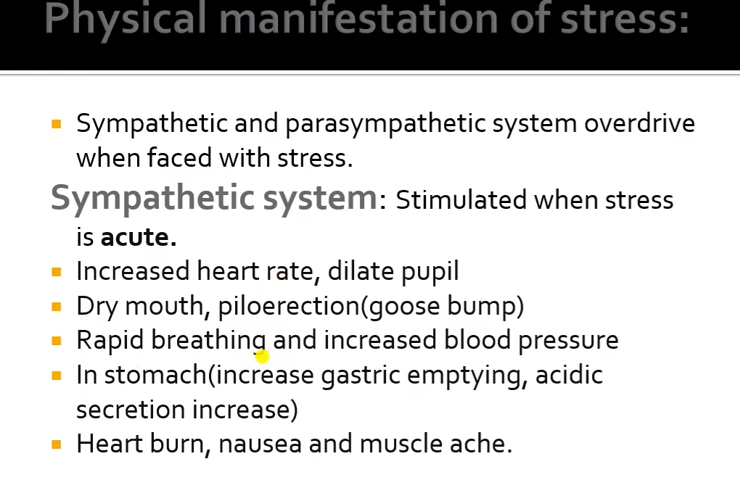 Physical manifestation of stress:
Sympathetic and parasympathetic system overdrive
when faced with stress.
Sympathetic system: Stimulated when stress
is acute.
Increased heart rate, dilate pupil
Dry mouth, piloerection(goose bump)
Rapid breathing and increased blood pressure
In stomach(increase gastric emptying, acidic
secretion increase)
Heart burn, nausea and muscle ache.